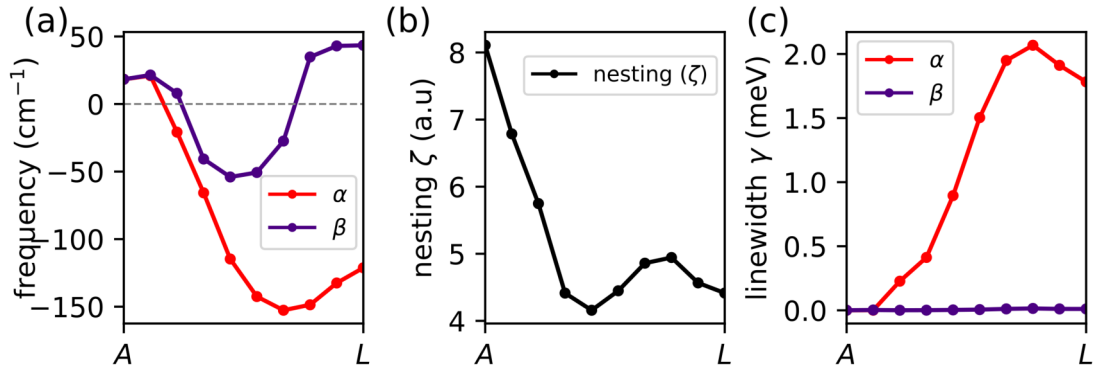 (a)
frequency (cm⁻¹)
50
0
−50
−100
−150
α
β
A
L
(b)
nesting ζ (a.u)
8
7
6
5
4
nesting (ζ)
A
L
(c)
linewidth γ (meV)
2.0
1.5
1.0
0.5
0.0
α
β
A
L